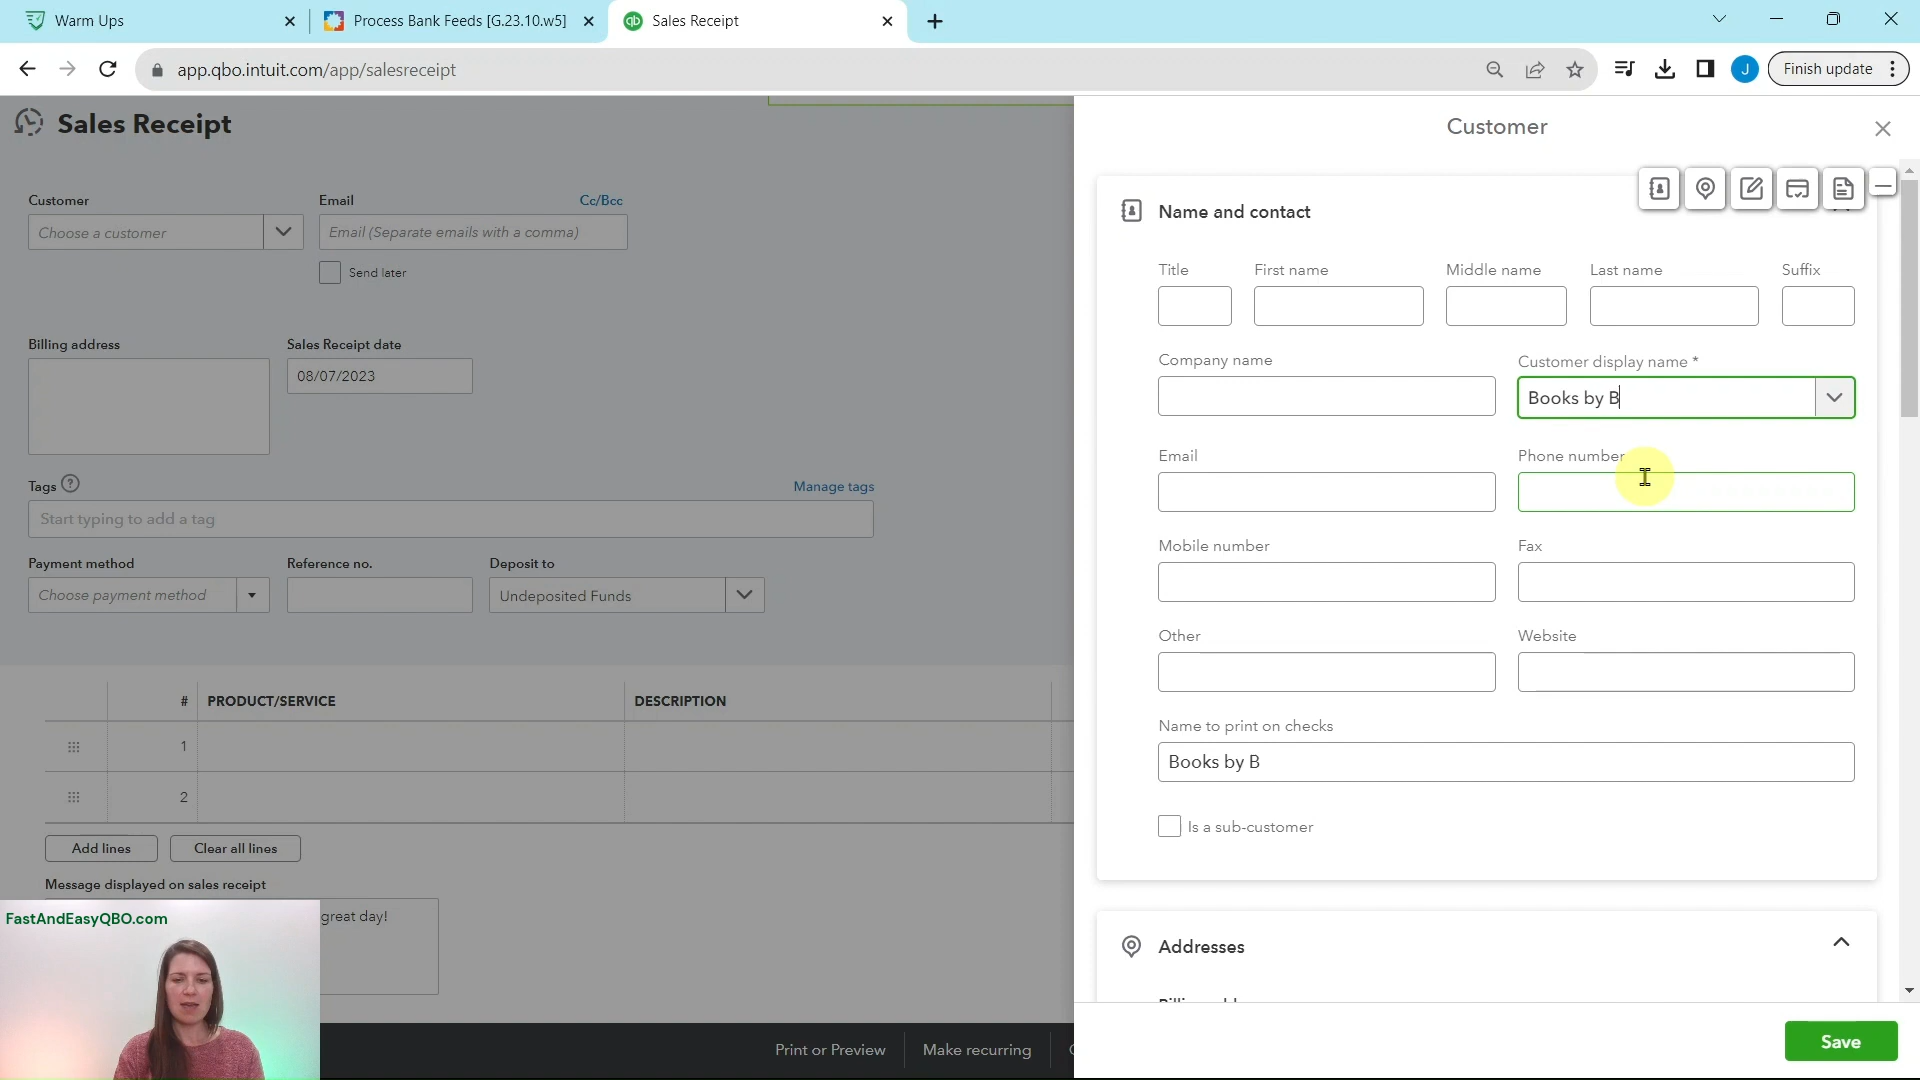 Warm Ups
Process Bank Feeds [G.23.10.w5]
Sales Receipt
app.qbo.intuit.com/app/salesreceipt
J
Finish update
Sales Receipt
Customer
Email
Cc/Bcc
Choose a customer
Email (Separate emails with a comma)
Send later
Billing address
Sales Receipt date
08/07/2023
Tags
Manage tags
Start typing to add a tag
Payment method
Reference no.
Deposit to
Choose payment method
Undeposited Funds
#
PRODUCT/SERVICE
DESCRIPTION
1
2
Add lines
Clear all lines
Message displayed on sales receipt
great day!
FastAndEasyQBO.com
Print or Preview
Make recurring
Customer
Name and contact
Title
First name
Middle name
Last name
Suffix
Company name
Customer display name *
Books by B
Email
Phone number
Mobile number
Fax
Other
Website
Name to print on checks
Books by B
Is a sub-customer
Addresses
Save